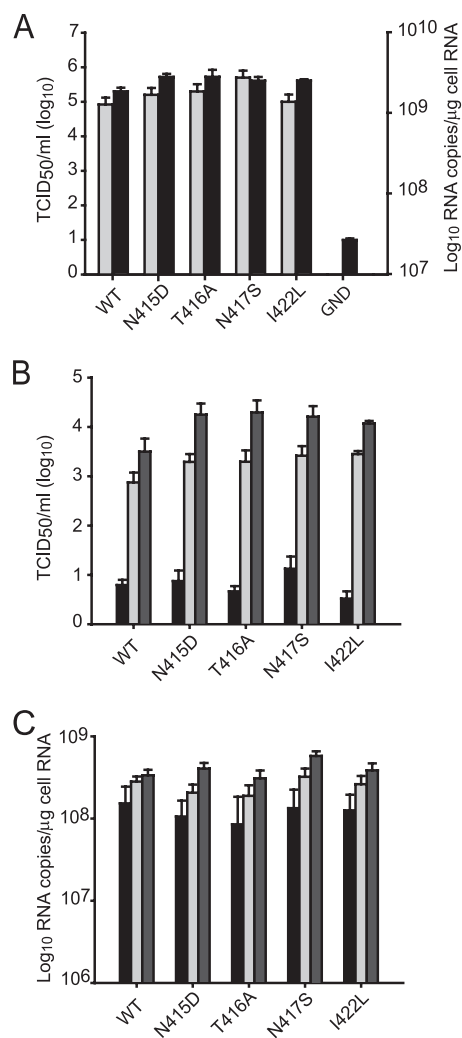 A
TCID50/ml (log10)
7
6
5
4
3
2
1
0
Log10 RNA copies/µg cell RNA
10^10
10^9
10^8
10^7
WT
N415D
T416A
N417S
I422L
GND
B
TCID50/ml (log10)
5
4
3
2
1
0
WT
N415D
T416A
N417S
I422L
C
Log10 RNA copies/µg cell RNA
10^9
10^8
10^7
10^6
WT
N415D
T416A
N417S
I422L